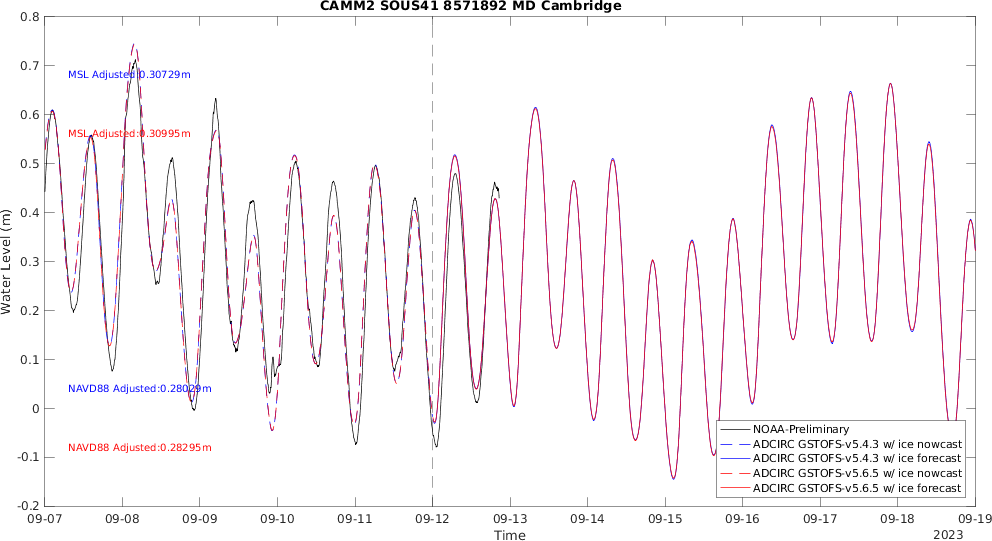 CAMM2 SOUS41 8571892 MD Cambridge
0.8
0.7
0.6
0.5
0.4
0.3
0.2
0.1
0
-0.1
-0.2
Water Level (m)
MSL Adjusted:0.30729m
MSL Adjusted:0.30995m
NAVD88 Adjusted:0.28029m
NAVD88 Adjusted:0.28295m
NOAA-Preliminary
ADCIRC GSTOFS-v5.4.3 w/ ice nowcast
ADCIRC GSTOFS-v5.4.3 w/ ice forecast
ADCIRC GSTOFS-v5.6.5 w/ ice nowcast
ADCIRC GSTOFS-v5.6.5 w/ ice forecast
09-07 09-08 09-09 09-10 09-11 09-12 09-13 09-14 09-15 09-16 09-17 09-18 09-19
Time
2023